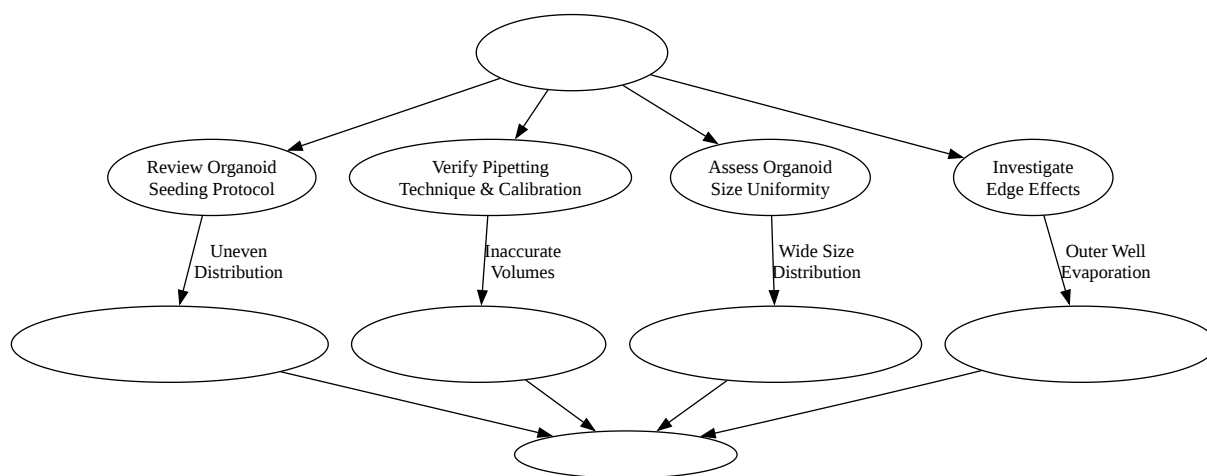 Review Organoid
Seeding Protocol
Verify Pipetting
Technique & Calibration
Assess Organoid
Size Uniformity
Investigate
Edge Effects
Uneven
Distribution
Inaccurate
Volumes
Wide Size
Distribution
Outer Well
Evaporation